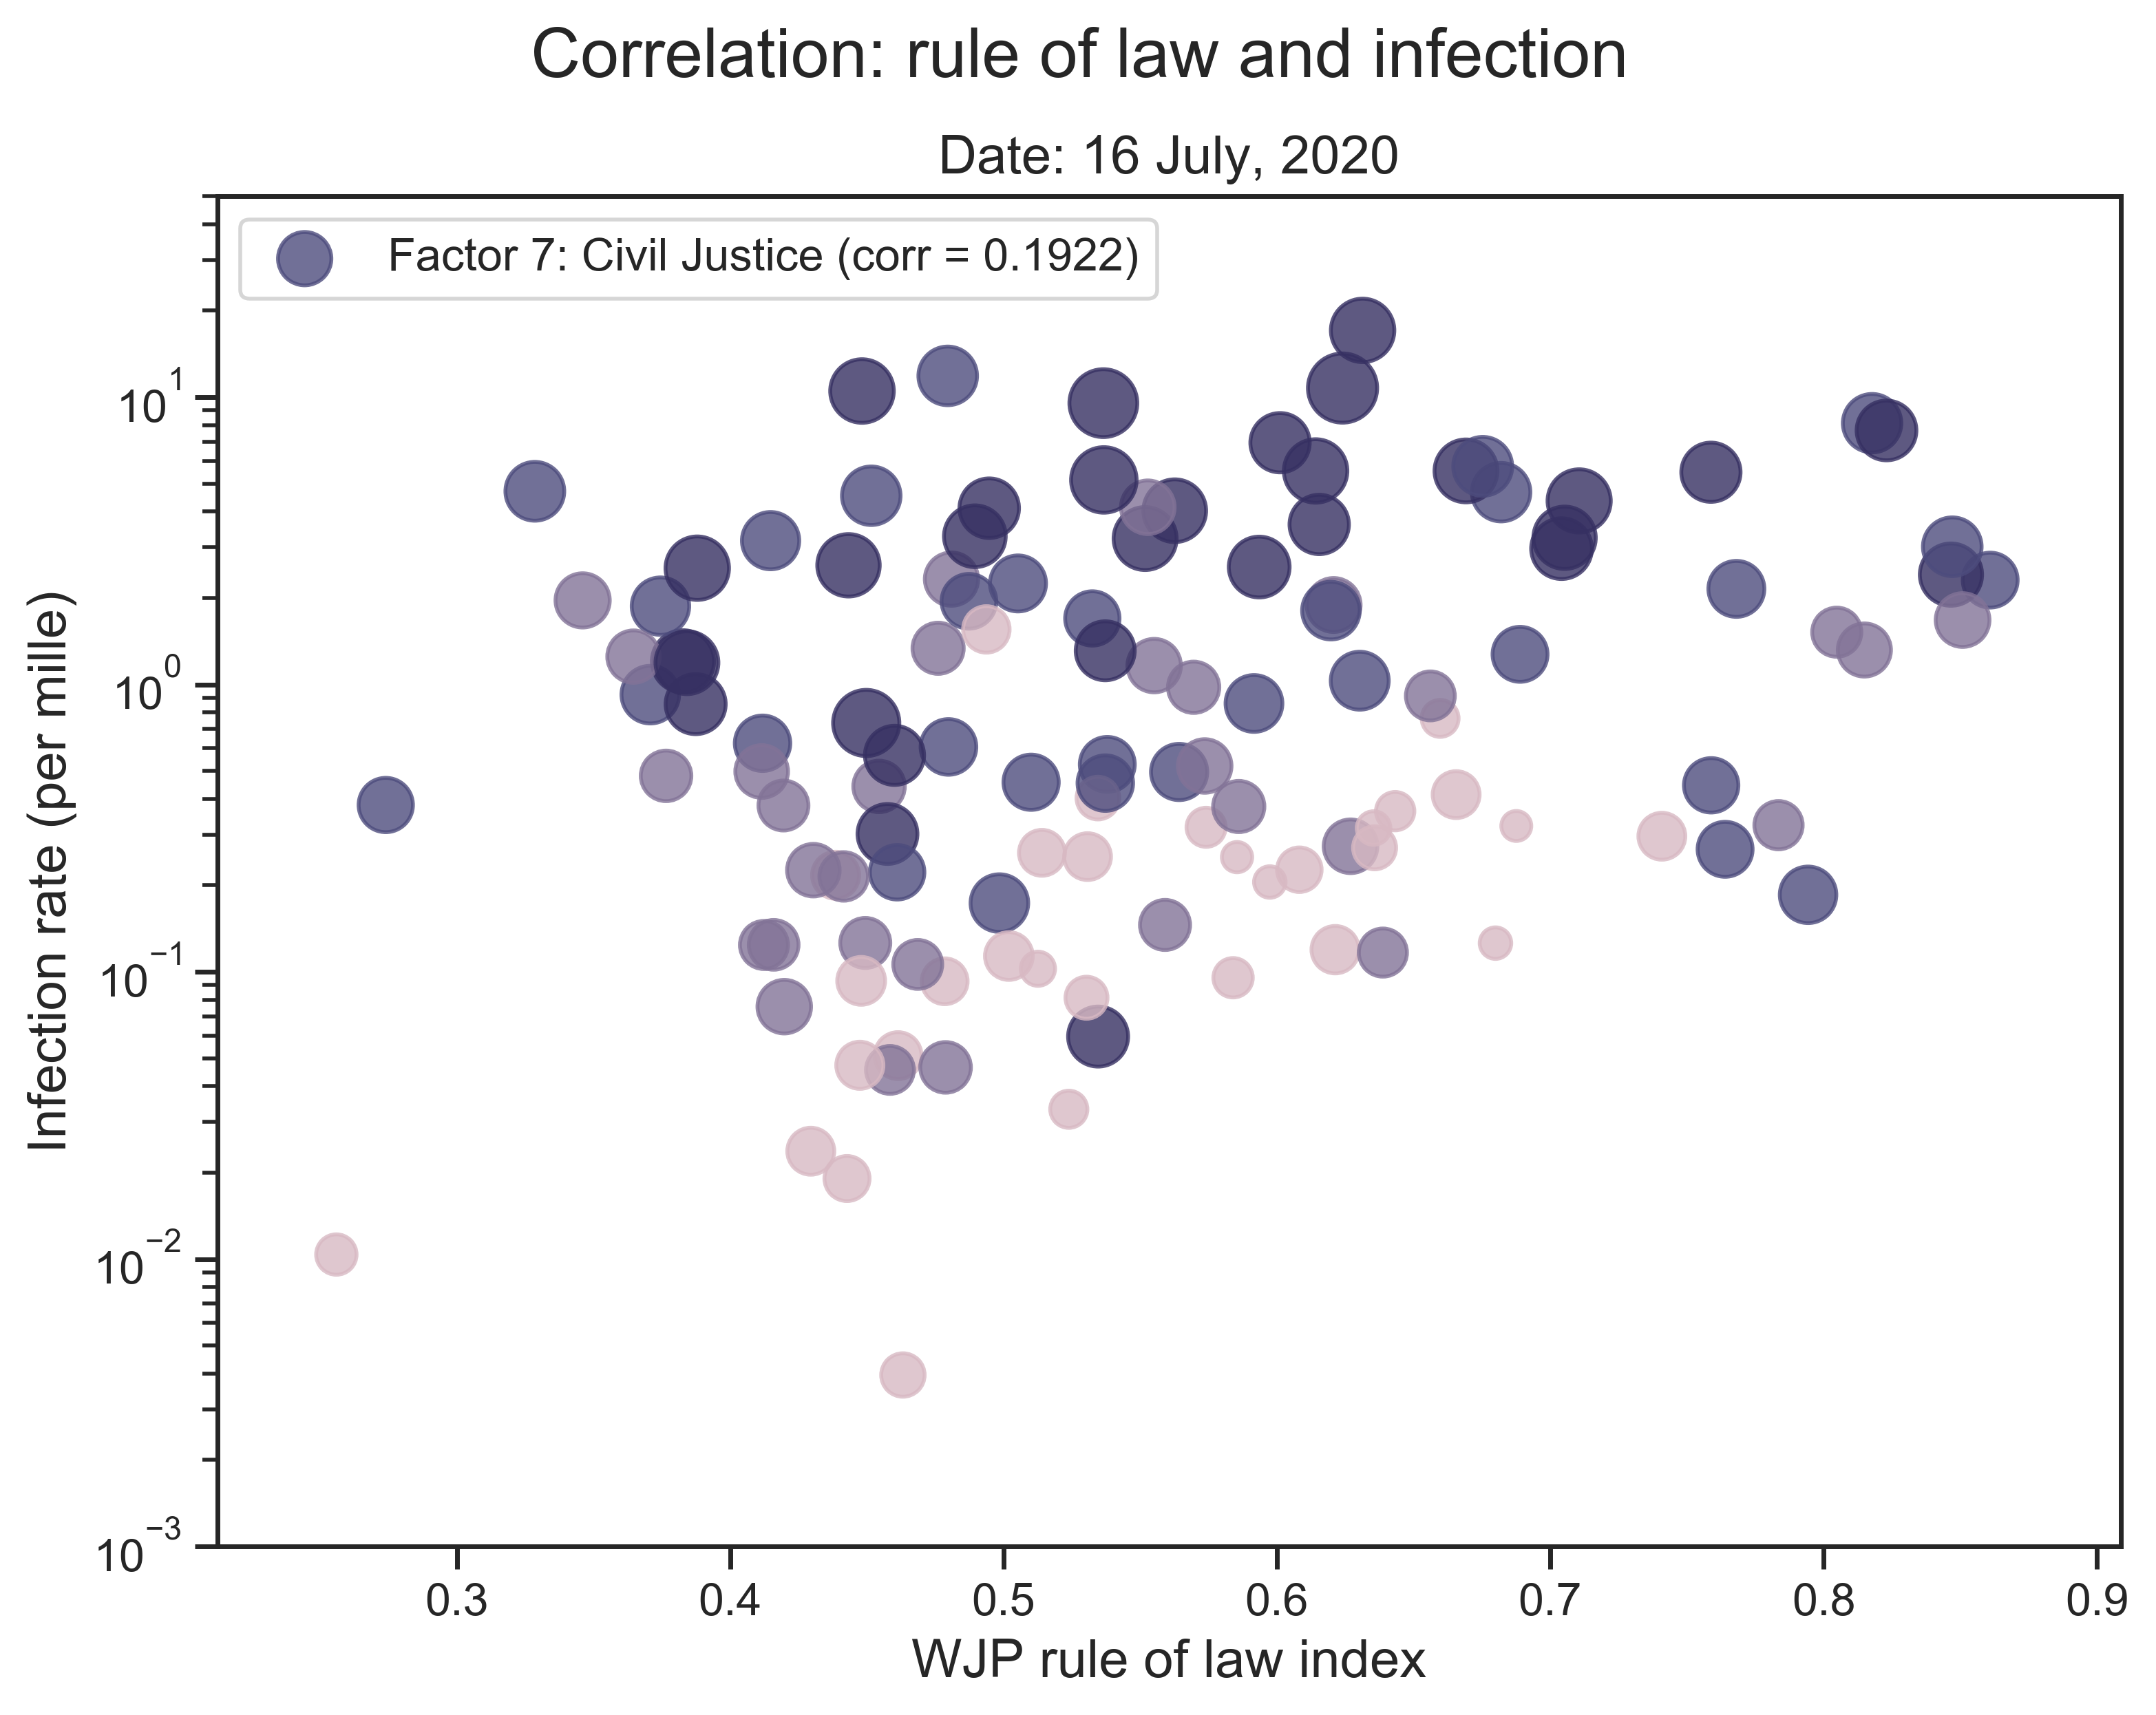 Correlation: rule of law and infection
Date: 16 July, 2020
Factor 7: Civil Justice (corr = 0.1922)
Infection rate (per mille)
10^1
10^0
10^−1
10^−2
10^−3
0.3 0.4 0.5 0.6 0.7 0.8 0.9
WJP rule of law index